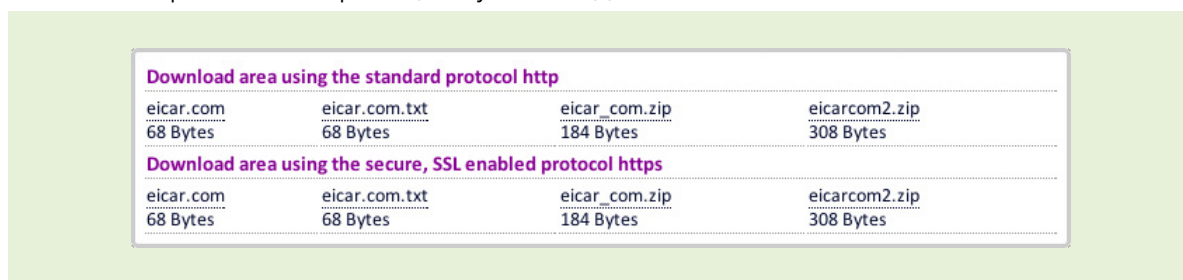 Download area using the standard protocol http
eicar.com eicar.com.txt eicar_com.zip eicarcom2.zip
68 Bytes 68 Bytes 184 Bytes 308 Bytes
Download area using the secure, SSL enabled protocol https
eicar.com eicar.com.txt eicar_com.zip eicarcom2.zip
68 Bytes 68 Bytes 184 Bytes 308 Bytes